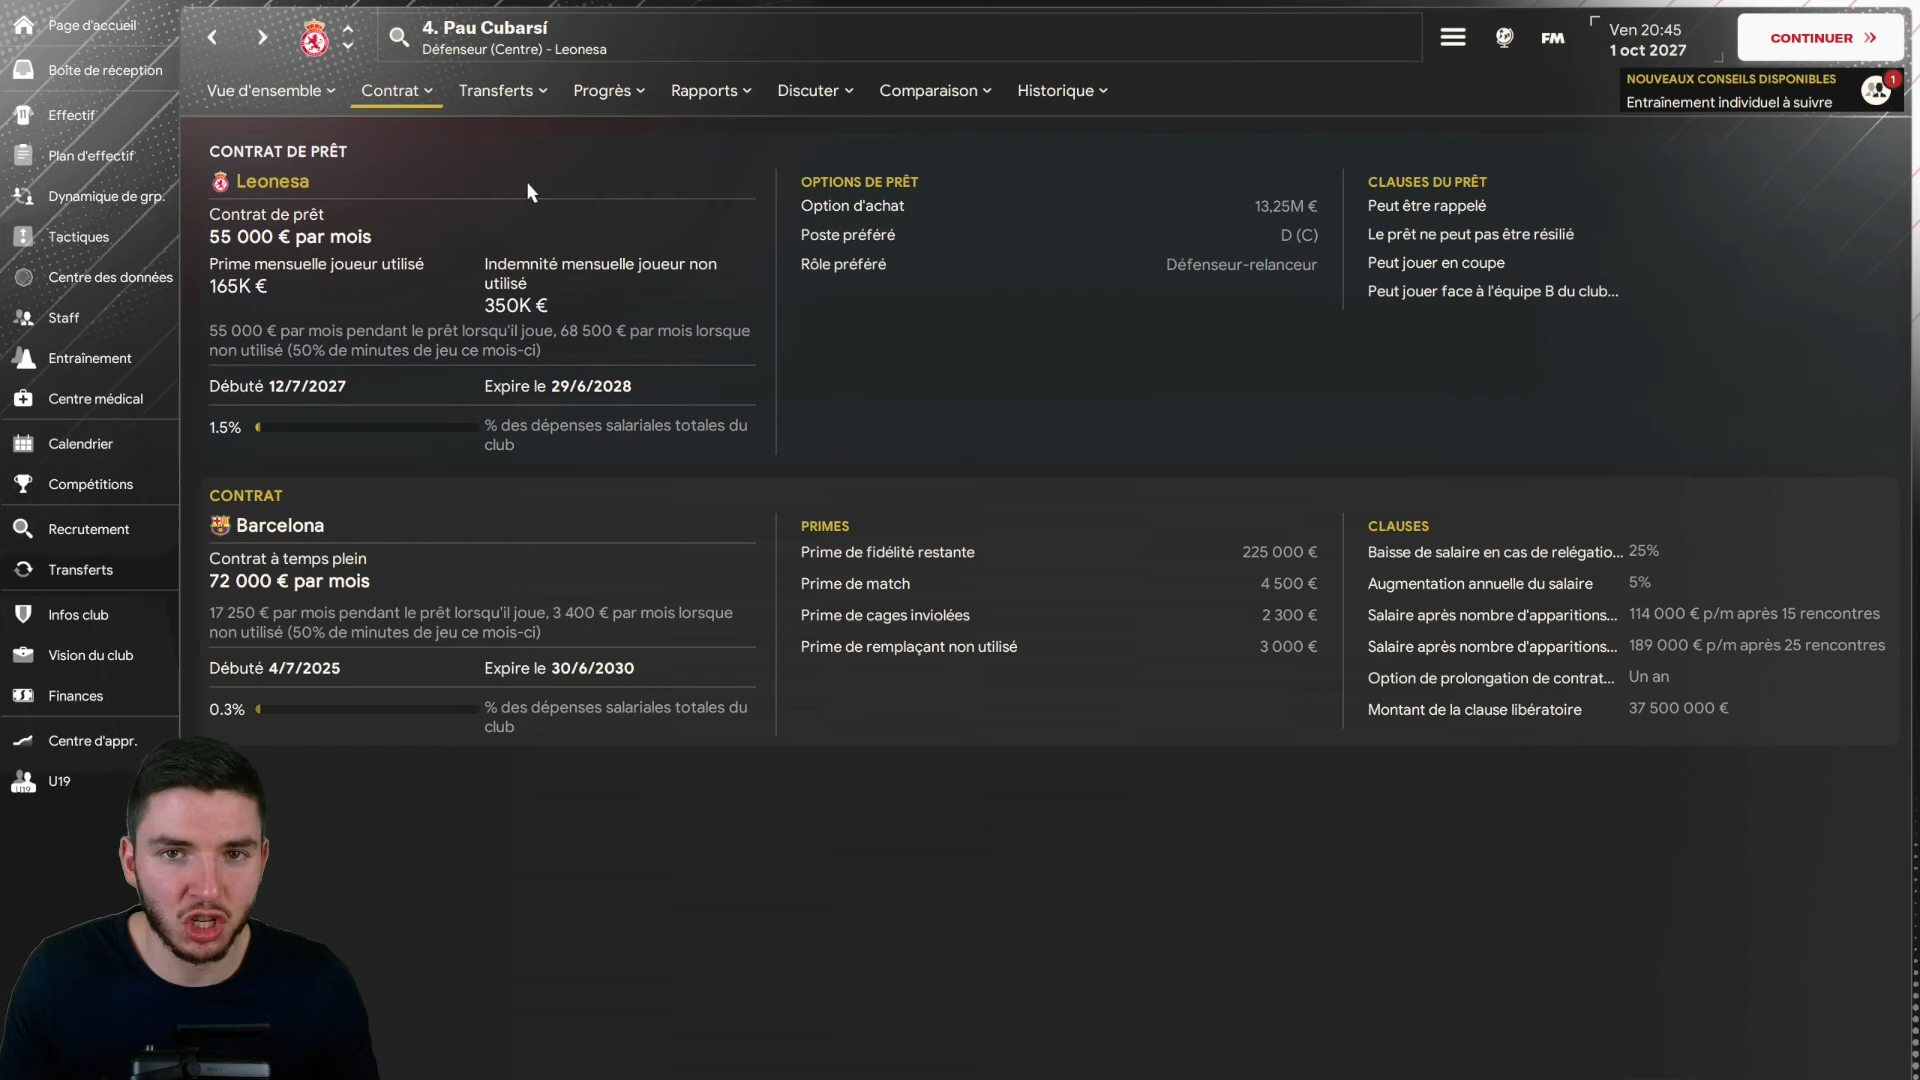 Page d'accueil
Boîte de réception
Effectif
Plan d'effectif
Dynamique de grp.
Tactiques
Centre des données
Staff
Entraînement
Centre médical
Calendrier
Compétitions
Recrutement
Transferts
Infos club
Vision du club
Finances
Centre d'appr.
U19
U19
4. Pau Cubarsí
Défenseur (Centre) - Leonesa
FM
Ven 20:45
1 oct 2027
CONTINUER
Vue d'ensemble
Contrat
Transferts
Progrès
Rapports
Discuter
Comparaison
Historique
NOUVEAUX CONSEILS DISPONIBLES
Entraînement individuel à suivre
1
CONTRAT DE PRÊT
Leonesa
Contrat de prêt
55 000 € par mois
Prime mensuelle joueur utilisé
165K €
Indemnité mensuelle joueur non
utilisé
350K €
55 000 € par mois pendant le prêt lorsqu'il joue, 68 500 € par mois lorsque
non utilisé (50% de minutes de jeu ce mois-ci)
Débuté 12/7/2027
Expire le 29/6/2028
1.5%
% des dépenses salariales totales du
club
OPTIONS DE PRÊT
Option d'achat 13,25M €
Poste préféré D (C)
Rôle préféré Défenseur-relanceur
CLAUSES DU PRÊT
Peut être rappelé
Le prêt ne peut pas être résilié
Peut jouer en coupe
Peut jouer face à l'équipe B du club...
CONTRAT
Barcelona
Contrat à temps plein
72 000 € par mois
17 250 € par mois pendant le prêt lorsqu'il joue, 3 400 € par mois lorsque
non utilisé (50% de minutes de jeu ce mois-ci)
Débuté 4/7/2025
Expire le 30/6/2030
0.3%
% des dépenses salariales totales du
club
PRIMES
Prime de fidélité restante 225 000 €
Prime de match 4 500 €
Prime de cages inviolées 2 300 €
Prime de remplaçant non utilisé 3 000 €
CLAUSES
Baisse de salaire en cas de relégatio... 25%
Augmentation annuelle du salaire 5%
Salaire après nombre d'apparitions... 114 000 € p/m après 15 rencontres
Salaire après nombre d'apparitions... 189 000 € p/m après 25 rencontres
Option de prolongation de contrat... Un an
Montant de la clause libératoire 37 500 000 €